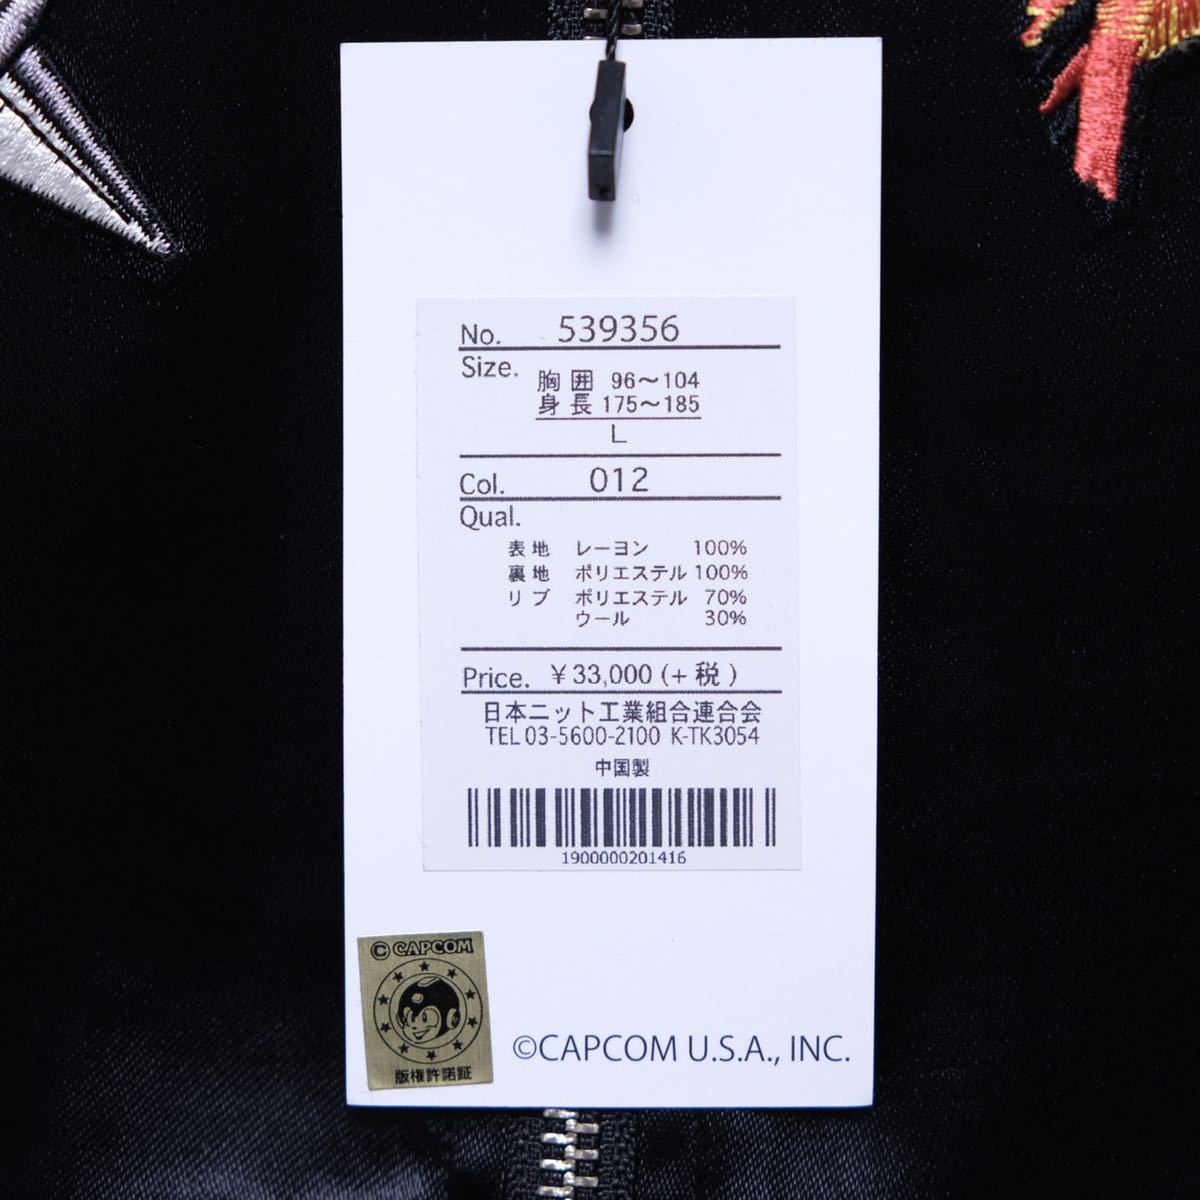 No. 539356
Size. 胸囲 96～104
身長 175～185
L
Col. 012
Qual.
表地 レーヨン 100%
裏地 ポリエステル 100%
リブ ポリエステル 70%
ウール 30%
Price. ¥33,000 (+税)
日本ニット工業組合連合会
TEL 03-5600-2100 K-TK3054
中国製
1900000201416
© CAPCOM
版権許諾証
©CAPCOM U.S.A., INC.